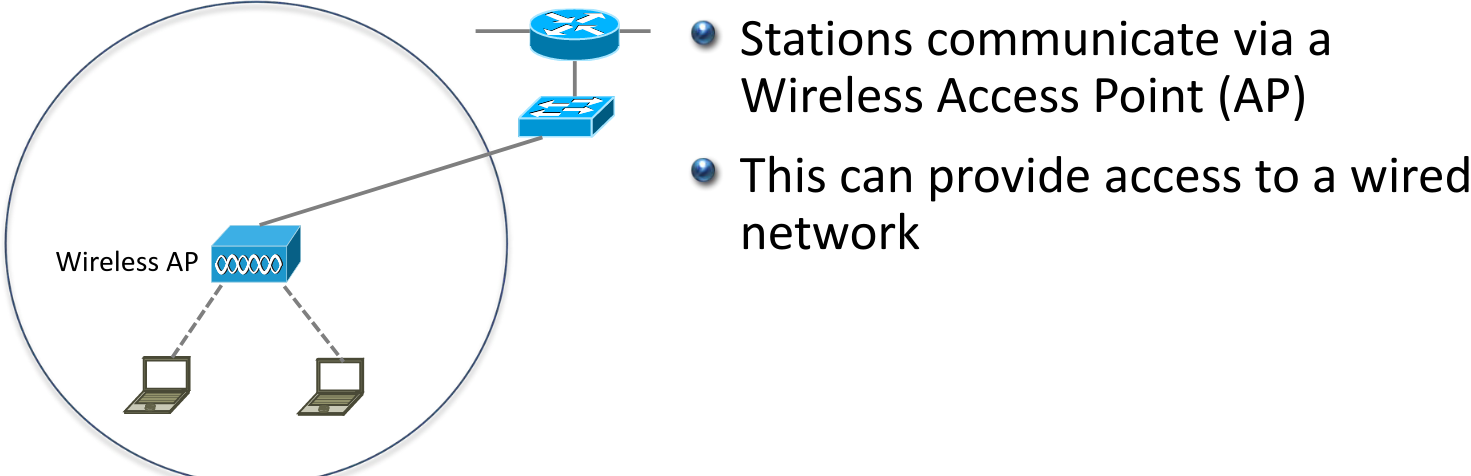 Stations communicate via a
Wireless Access Point (AP)
This can provide access to a wired
network
Wireless AP